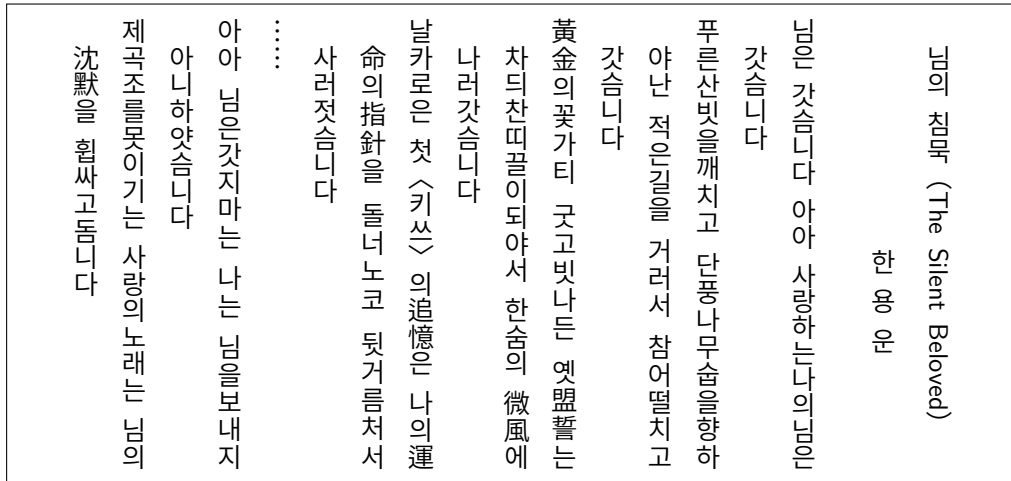 님의 침묵 (The Silent Beloved)
한 용 운
님은 갓슴니다 아아 사랑하는나의님은
갓슴니다
푸른산빗을깨치고 단풍나무숩을향하
야난 적은길을 거러서 참어떨치고
갓슴니다
黃金의꽃가티 굿고빗나든 옛盟誓는
차듸찬띠끌이되야서 한숨의 微風에
나러갓슴니다
날카로은 첫 〈키쓰〉 의追憶은 나의運
命의指針을 돌너노코 뒷거름처서
사러젓슴니다
……
아아 님은갓지마는 나는 님을보내지
아니하얏슴니다
제곡조를못이기는 사랑의노래는 님의
沈默을 휩싸고돔니다